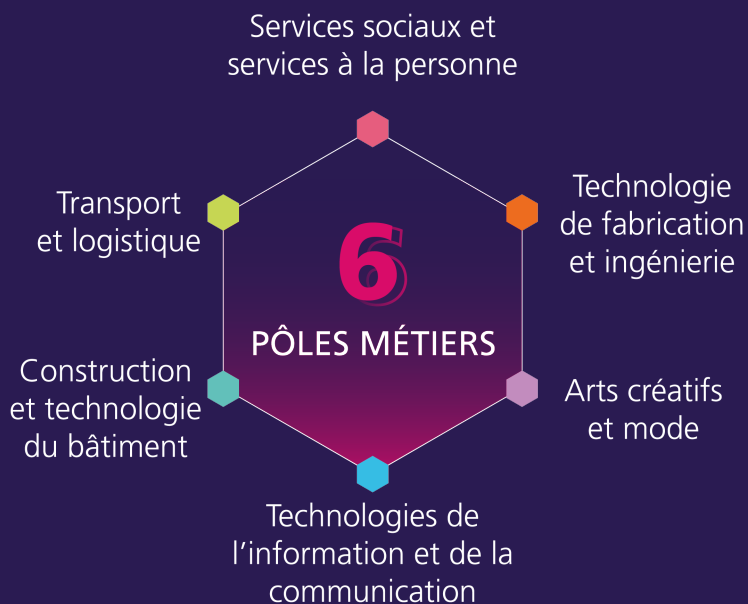 Services sociaux et
services à la personne
Technologie
de fabrication
et ingénierie
Arts créatifs
et mode
Technologies de
l'information et de la
communication
Construction
et technologie
du bâtiment
Transport
et logistique
6
PÔLES MÉTIERS